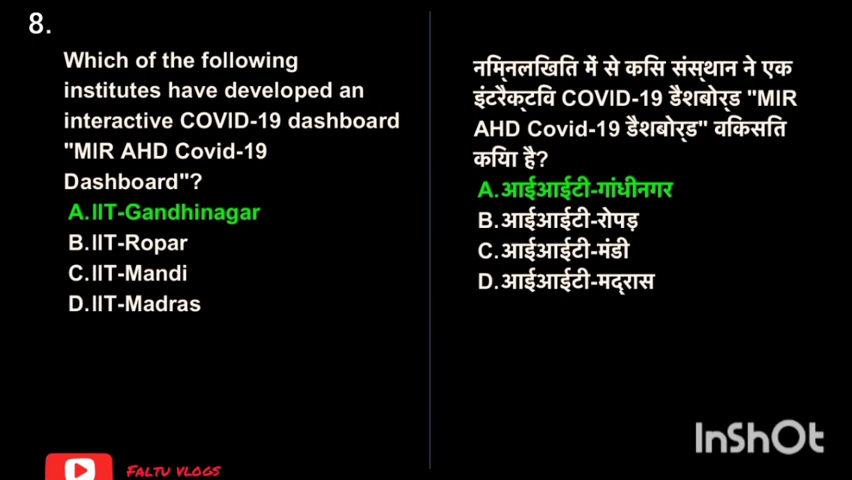 8.
Which of the following
institutes have developed an
interactive COVID-19 dashboard
"MIR AHD Covid-19
Dashboard"?
A.IIT-Gandhinagar
B.IIT-Ropar
C.IIT-Mandi
D.IIT-Madras
नमि्नलखिति में से कसि संस्थान ने एक
इंटरैक्टवि COVID-19 डैशबोर्ड "MIR
AHD Covid-19 डैशबोर्ड" वकिसति
कयिा है?
A.आईआईटी-गांधीनगर
B.आईआईटी-रोपड़
C.आईआईटी-मंडी
D.आईआईटी-मद्रास
InShOt
FALTU VLOGS